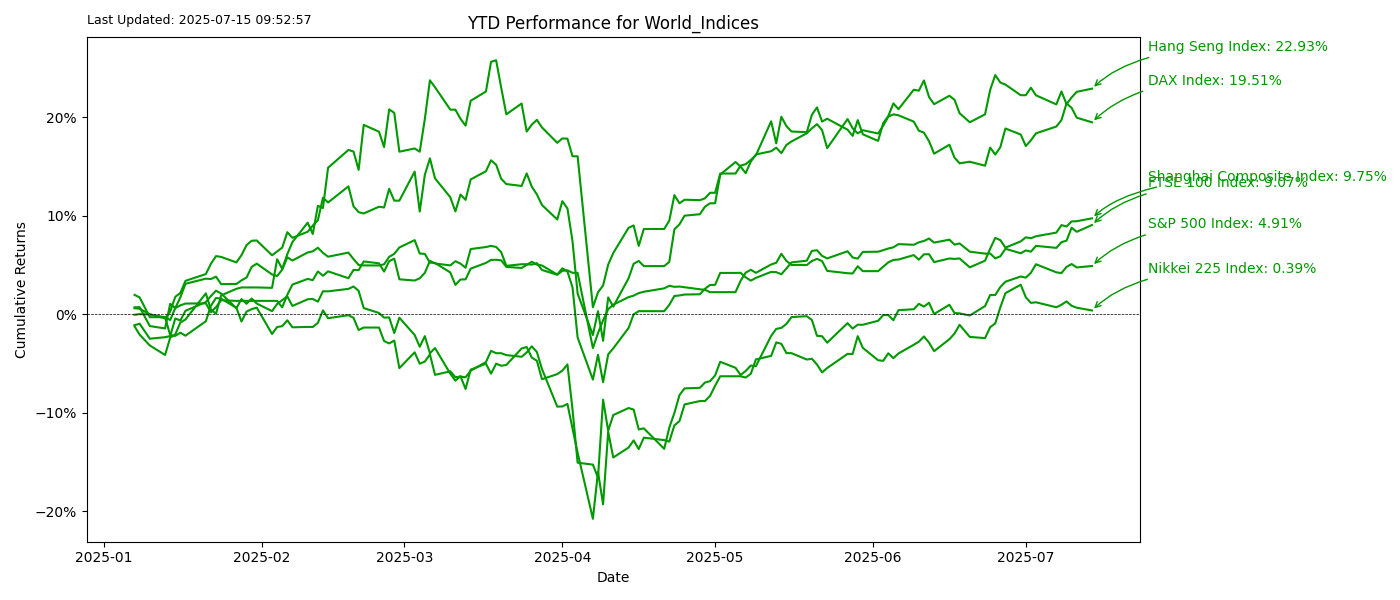 Last Updated: 2025-07-15 09:52:57
YTD Performance for World_Indices
Hang Seng Index: 22.93%
DAX Index: 19.51%
Shanghai Composite Index: 9.75%
FTSE 100 Index: 9.07%
S&P 500 Index: 4.91%
Nikkei 225 Index: 0.39%
Cumulative Returns
20%
10%
0%
−10%
−20%
2025-01 2025-02 2025-03 2025-04 2025-05 2025-06 2025-07
Date